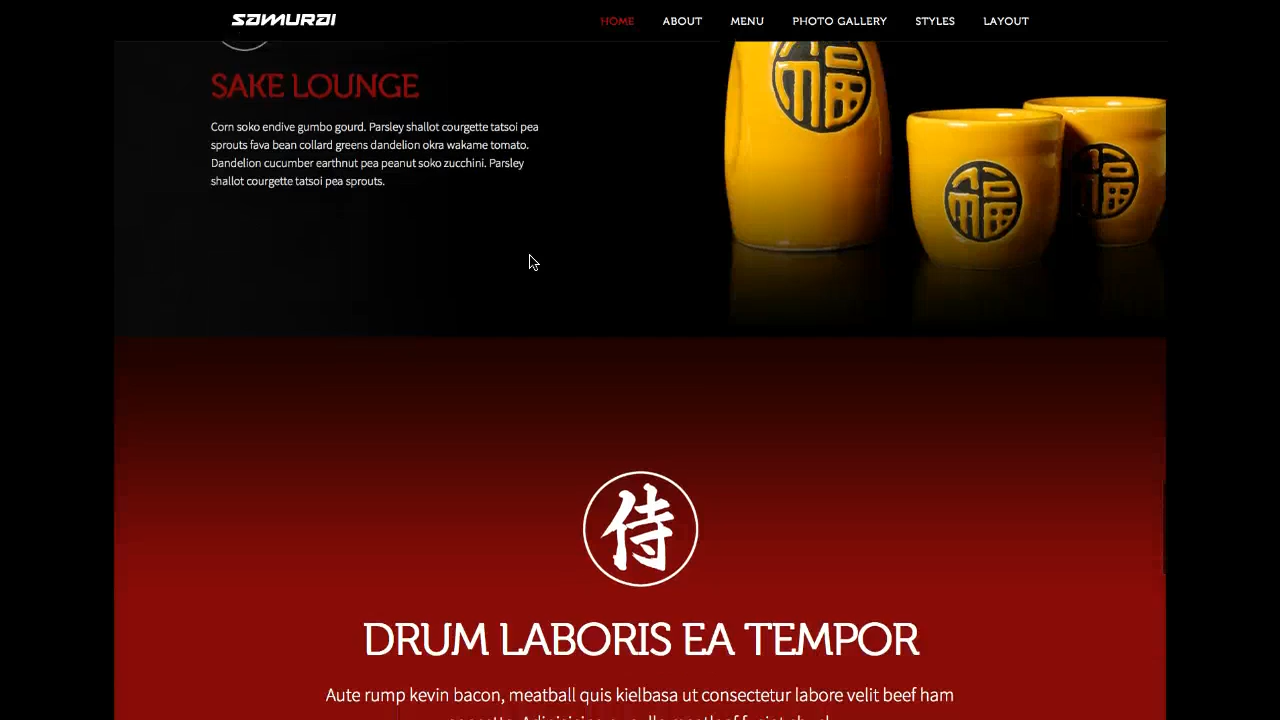 SAMURAI
HOME ABOUT MENU PHOTO GALLERY STYLES LAYOUT
SAKE LOUNGE
Corn soko endive gumbo gourd. Parsley shallot courgette tatsoi pea
sprouts fava bean collard greens dandelion okra wakame tomato.
Dandelion cucumber earthnut pea peanut soko zucchini. Parsley
shallot courgette tatsoi pea sprouts.
福
福
福
侍
DRUM LABORIS EA TEMPOR
Aute rump kevin bacon, meatball quis kielbasa ut consectetur labore velit beef ham